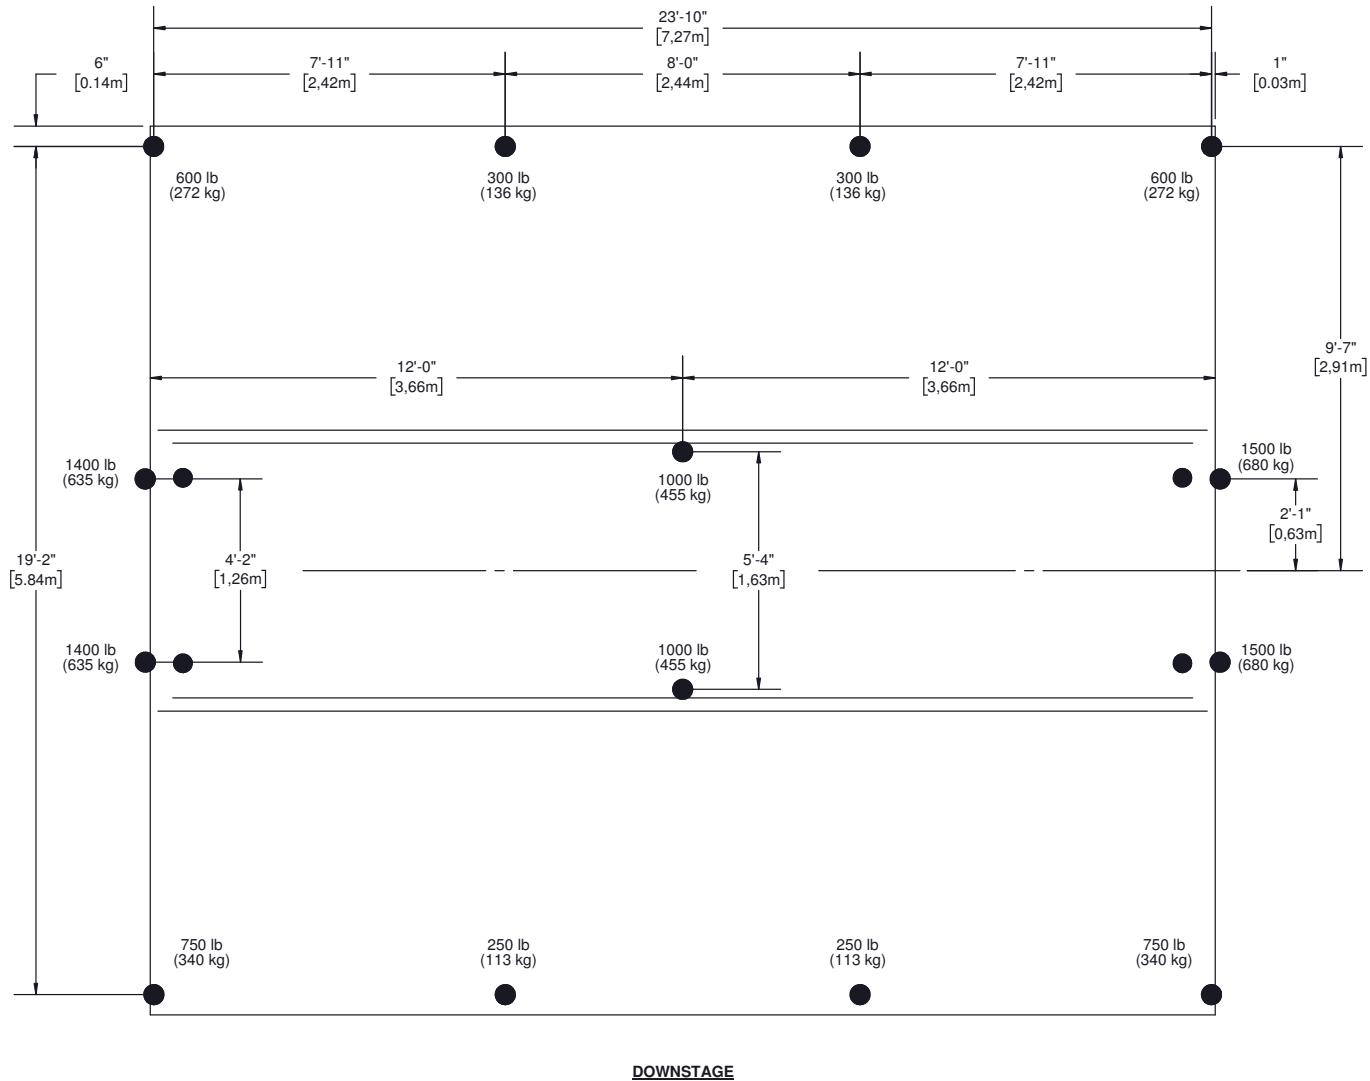 23'-10"
[7,27m]
6"
[0.14m]
7'-11"
[2,42m]
8'-0"
[2,44m]
7'-11"
[2,42m]
1"
[0.03m]
600 lb
(272 kg)
300 lb
(136 kg)
300 lb
(136 kg)
600 lb
(272 kg)
9'-7"
[2,91m]
12'-0"
[3,66m]
12'-0"
[3,66m]
1400 lb
(635 kg)
1000 lb
(455 kg)
1500 lb
(680 kg)
2'-1"
[0,63m]
19'-2"
[5.84m]
4'-2"
[1,26m]
5'-4"
[1,63m]
1400 lb
(635 kg)
1000 lb
(455 kg)
1500 lb
(680 kg)
750 lb
(340 kg)
250 lb
(113 kg)
250 lb
(113 kg)
750 lb
(340 kg)
DOWNSTAGE